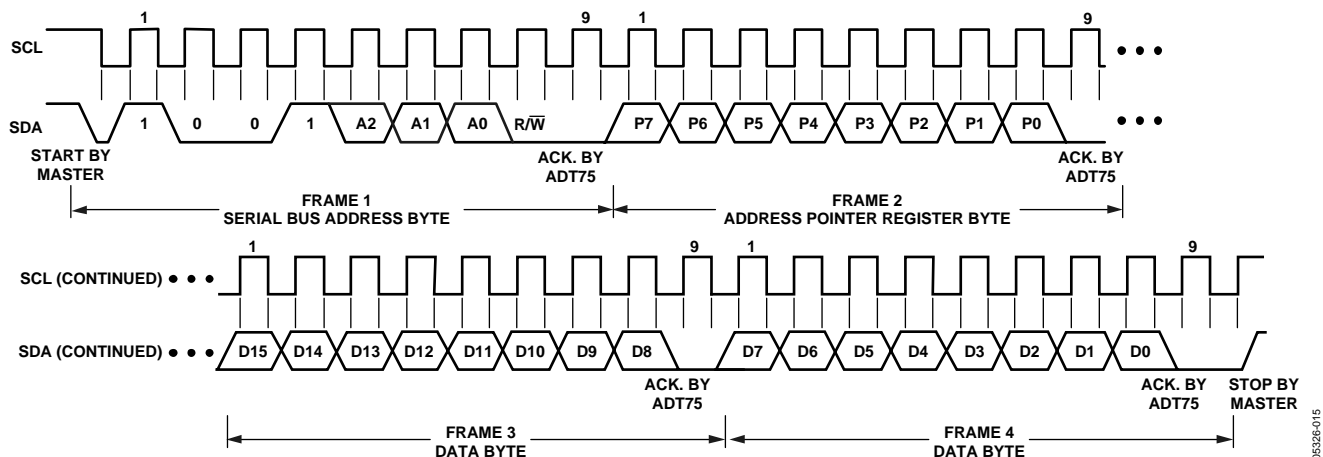 1 9 1 9
SCL
SDA 1 0 0 1 A2 A1 A0 R/W̅ P7 P6 P5 P4 P3 P2 P1 P0
START BY MASTER
ACK. BY ADT75
ACK. BY ADT75
FRAME 1
SERIAL BUS ADDRESS BYTE
FRAME 2
ADDRESS POINTER REGISTER BYTE
1 9 1 9
SCL (CONTINUED)
SDA (CONTINUED) D15 D14 D13 D12 D11 D10 D9 D8 D7 D6 D5 D4 D3 D2 D1 D0
ACK. BY ADT75
ACK. BY ADT75
STOP BY MASTER
FRAME 3
DATA BYTE
FRAME 4
DATA BYTE
05326-015